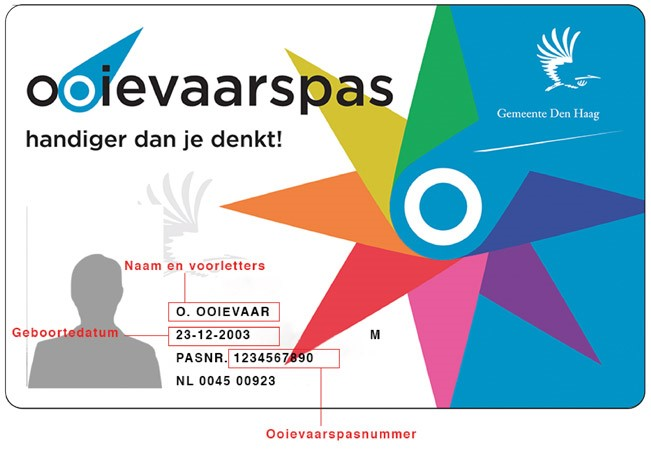 ooievaarspas
handiger dan je denkt!
Gemeente Den Haag
Naam en voorletters
O. OOIEVAAR
Geboortedatum
23-12-2003
M
PASNR. 1234567890
NL 0045 00923
Ooievaarspasnummer